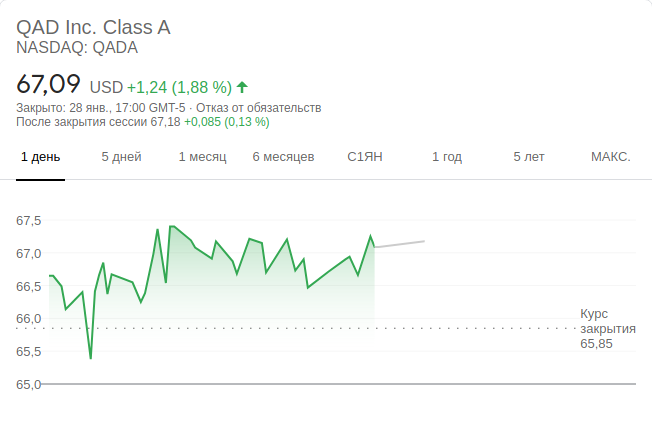 QAD Inc. Class A
NASDAQ: QADA
67,09 USD +1,24 (1,88 %)
Закрыто: 28 янв., 17:00 GMT-5 · Отказ от обязательств
После закрытия сессии 67,18 +0,085 (0,13 %)
1 день 5 дней 1 месяц 6 месяцев С1ЯН 1 год 5 лет МАКС.
67,5
67,0
66,5
66,0
Курс
закрытия
65,85
65,5
65,0